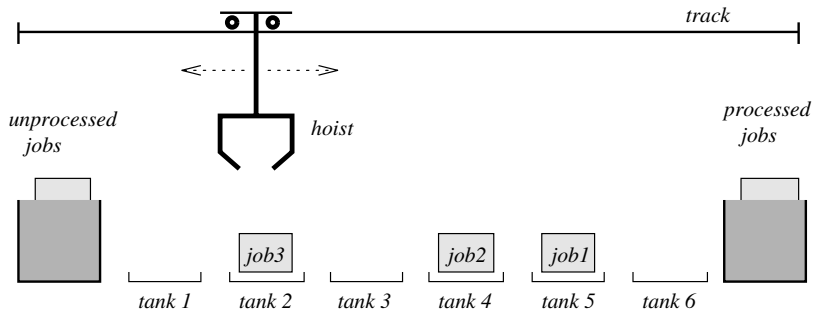 track
unprocessed
jobs
hoist
processed
jobs
job3
job2
job1
tank 1
tank 2
tank 3
tank 4
tank 5
tank 6